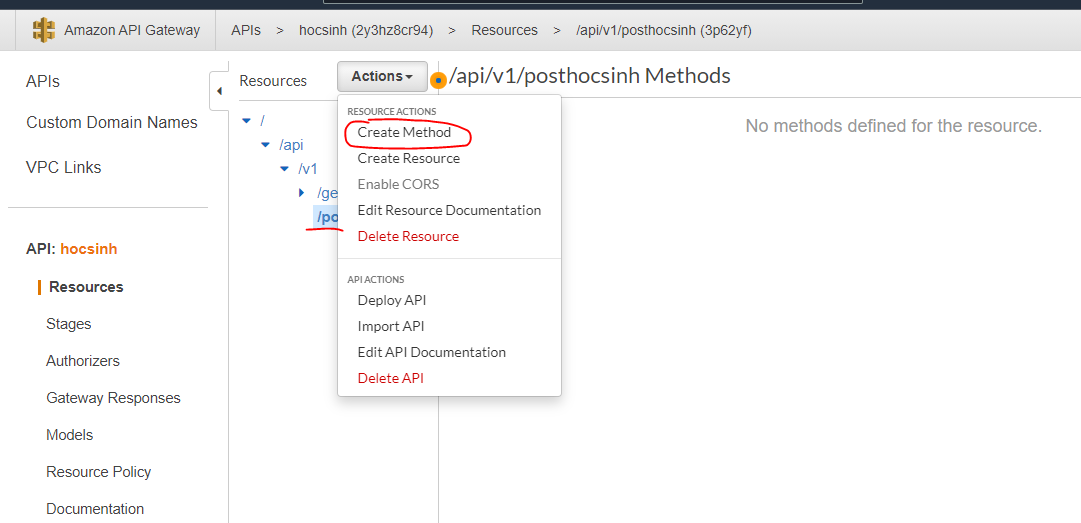 Amazon API Gateway APIs > hocsinh (2y3hz8cr94) > Resources > /api/v1/posthocsinh (3p62yf)
APIs
Custom Domain Names
VPC Links
API: hocsinh
Resources
Stages
Authorizers
Gateway Responses
Models
Resource Policy
Documentation
Resources
Actions
/
/api
/v1
/ge
/po
RESOURCE ACTIONS
Create Method
Create Resource
Enable CORS
Edit Resource Documentation
Delete Resource
API ACTIONS
Deploy API
Import API
Edit API Documentation
Delete API
/api/v1/posthocsinh Methods
No methods defined for the resource.